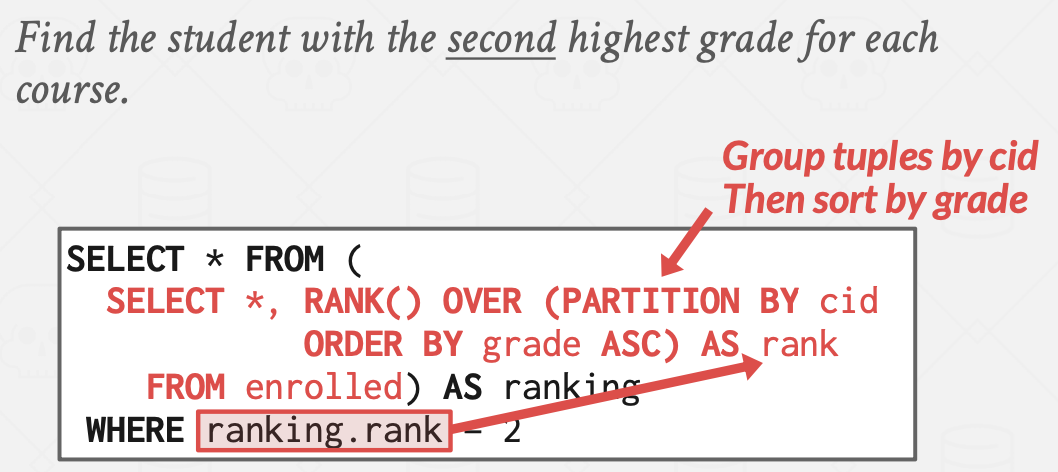 Find the student with the second highest grade for each
course.
Group tuples by cid
Then sort by grade
SELECT * FROM (
SELECT *, RANK() OVER (PARTITION BY cid
ORDER BY grade ASC) AS rank
FROM enrolled) AS ranking
WHERE ranking.rank = 2